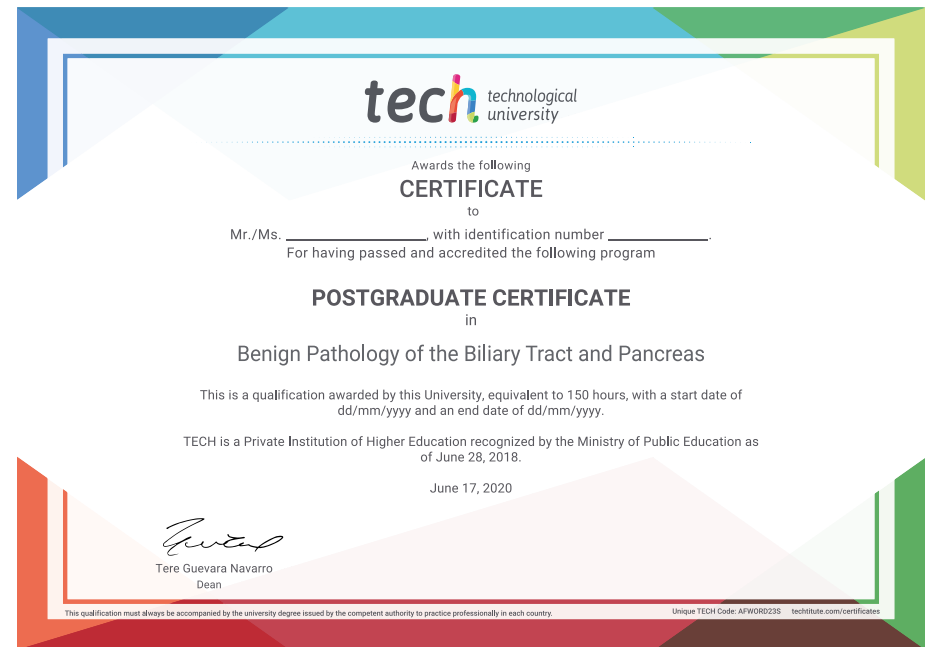 tech technological
university
Awards the following
CERTIFICATE
to
Mr./Ms. ____________________, with identification number ______________.
For having passed and accredited the following program
POSTGRADUATE CERTIFICATE
in
Benign Pathology of the Biliary Tract and Pancreas
This is a qualification awarded by this University, equivalent to 150 hours, with a start date of
dd/mm/yyyy and an end date of dd/mm/yyyy.
TECH is a Private Institution of Higher Education recognized by the Ministry of Public Education as
of June 28, 2018.
June 17, 2020
Tere Guevara Navarro
Dean
This qualification must always be accompanied by the university degree issued by the competent authority to practice professionally in each country.
Unique TECH Code: AFWORD23S techtitute.com/certificates